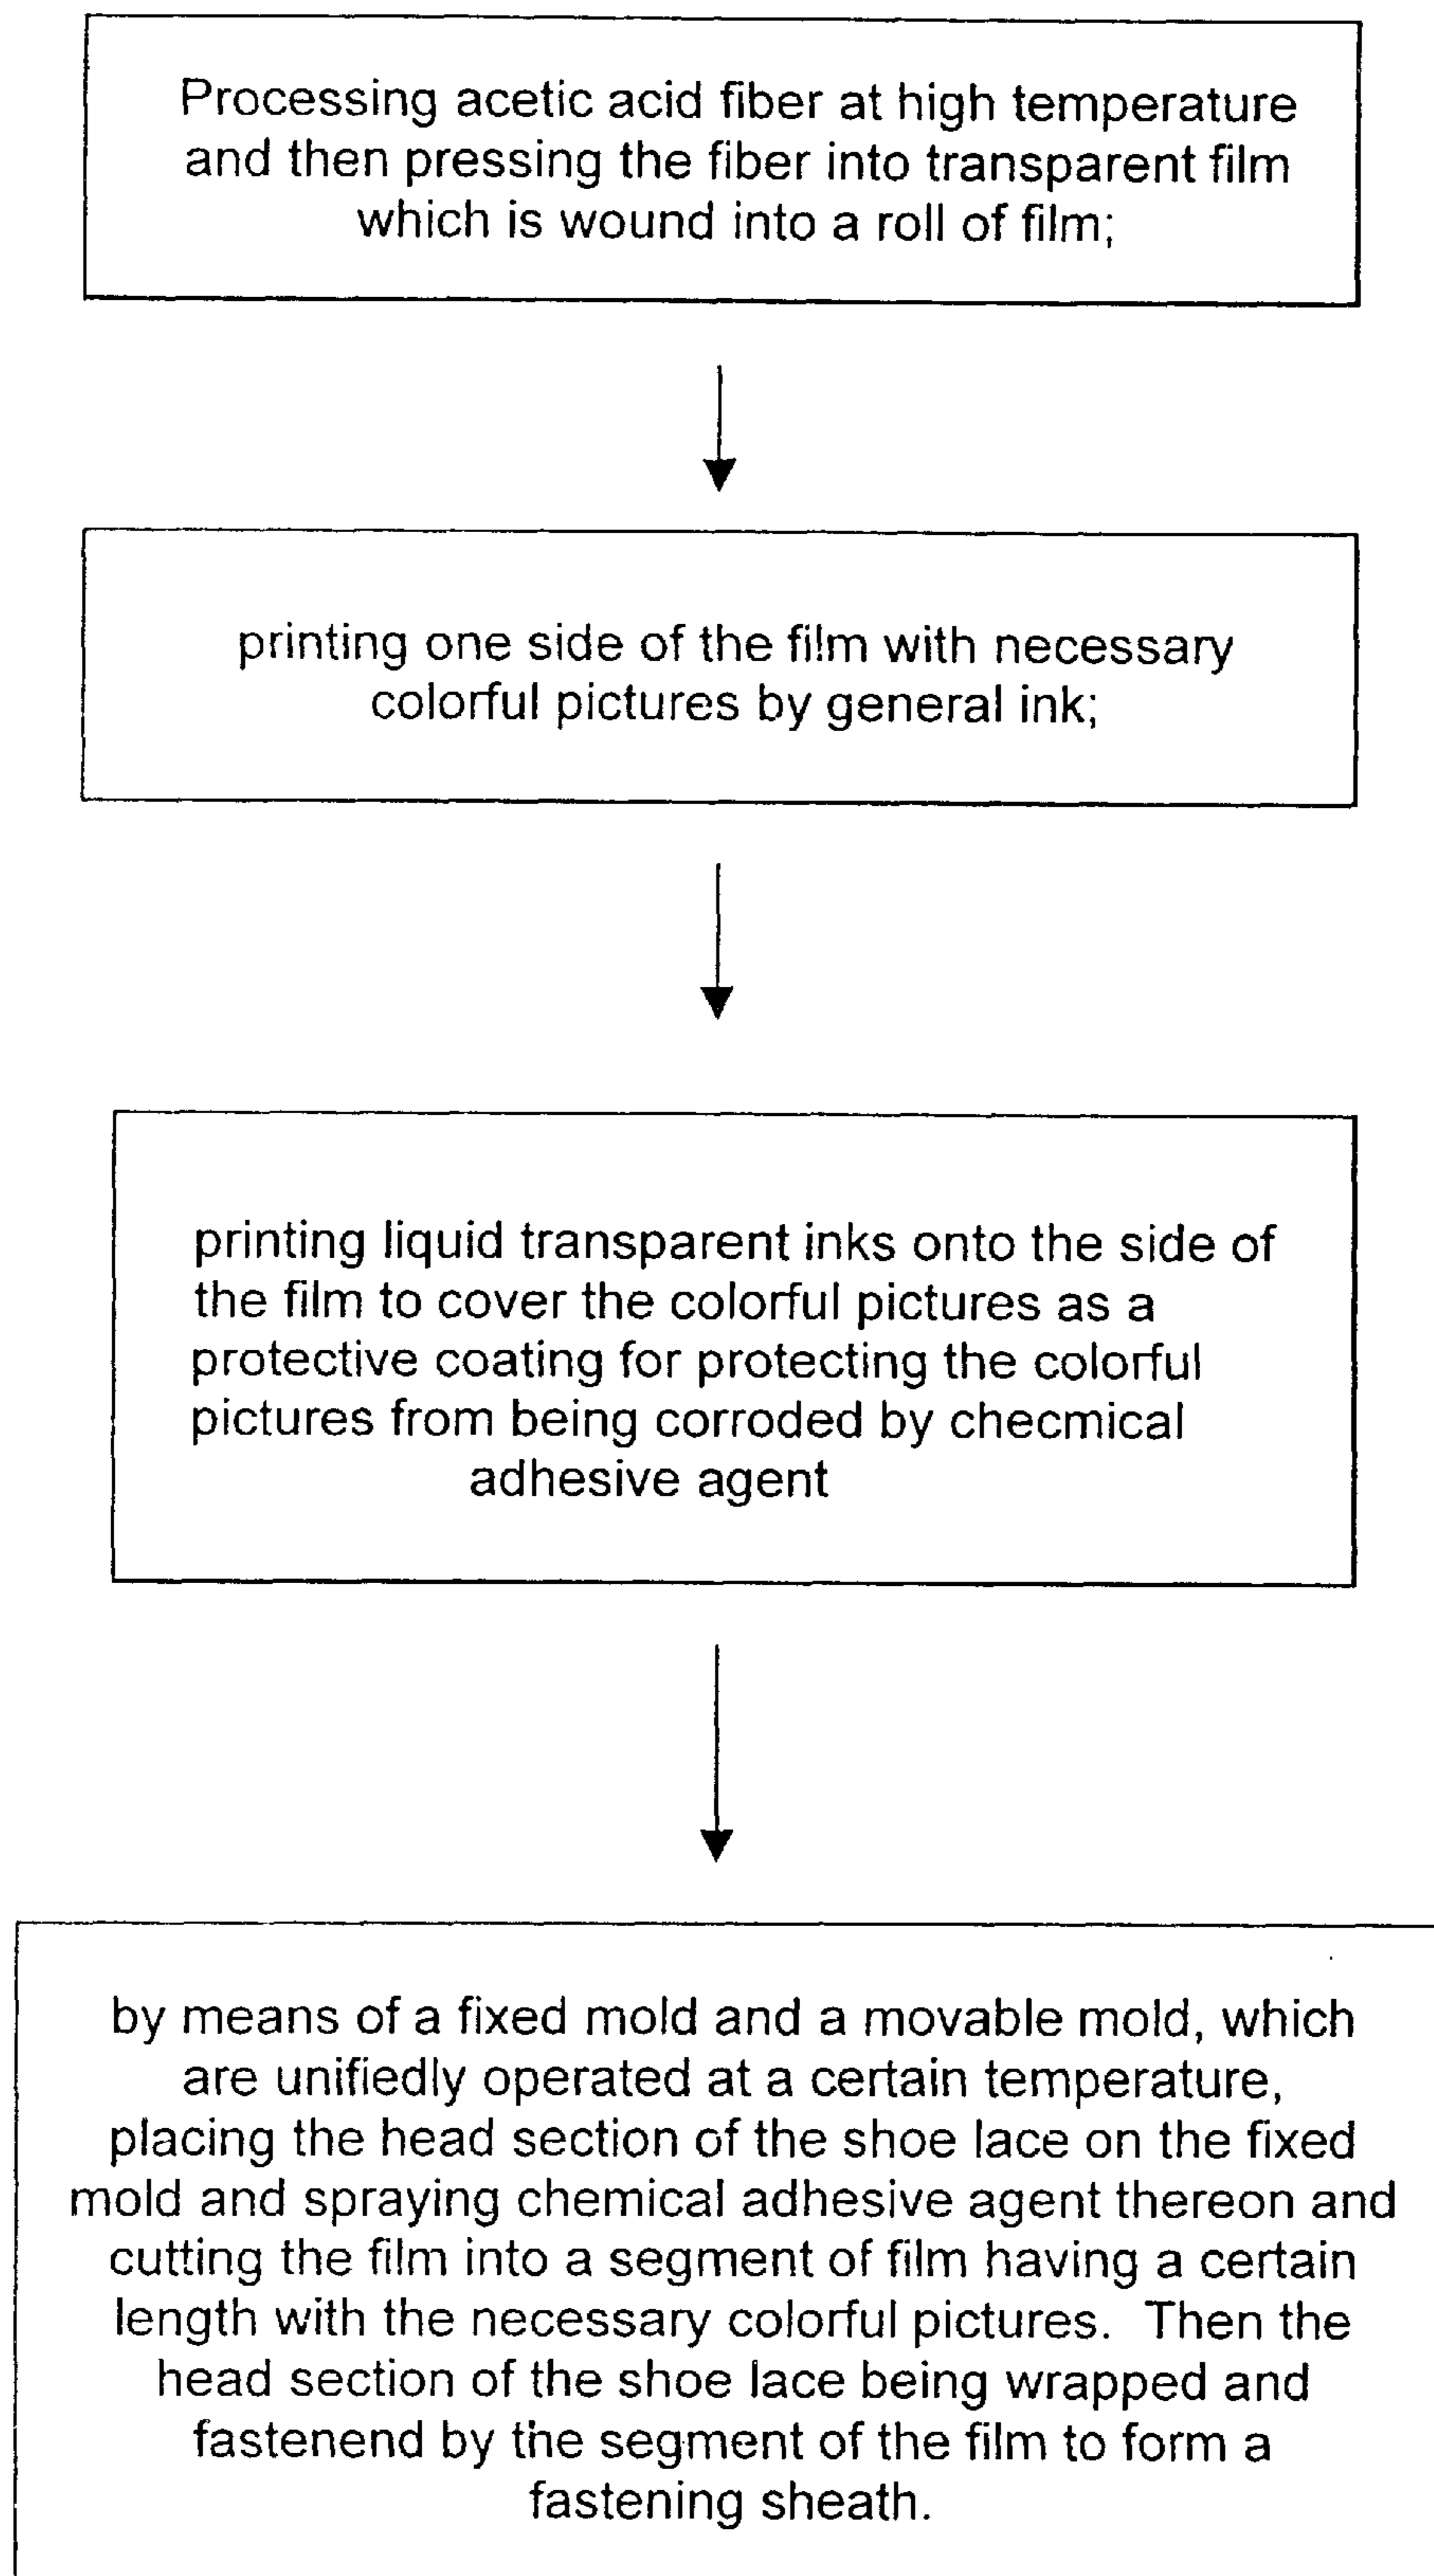 Processing acetic acid fiber at high temperature
and then pressing the fiber into transparent film
which is wound into a roll of film;
printing one side of the film with necessary
colorful pictures by general ink;
printing liquid transparent inks onto the side of
the film to cover the colorful pictures as a
protective coating for protecting the colorful
pictures from being corroded by checmical
adhesive agent
by means of a fixed mold and a movable mold, which
are unifiedly operated at a certain temperature,
placing the head section of the shoe lace on the fixed
mold and spraying chemical adhesive agent thereon and
cutting the film into a segment of film having a certain
length with the necessary colorful pictures. Then the
head section of the shoe lace being wrapped and
fastenend by the segment of the film to form a
fastening sheath.